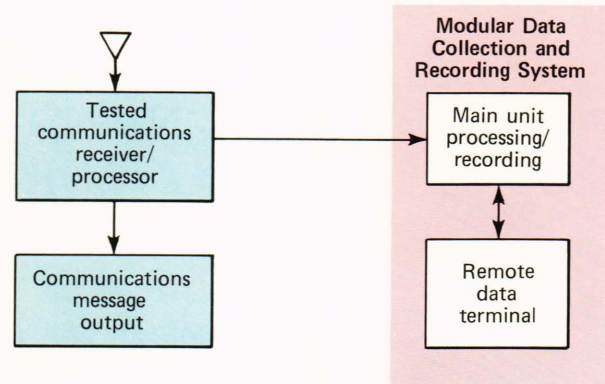 Modular Data
Collection and
Recording System
Tested
communications
receiver/
processor
Main unit
processing/
recording
Communications
message
output
Remote
data
terminal